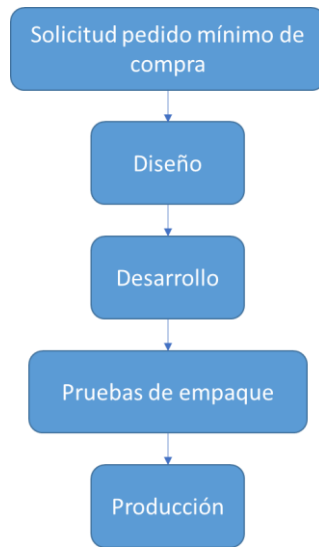 Solicitud pedido mínimo de
compra
Diseño
Desarrollo
Pruebas de empaque
Producción